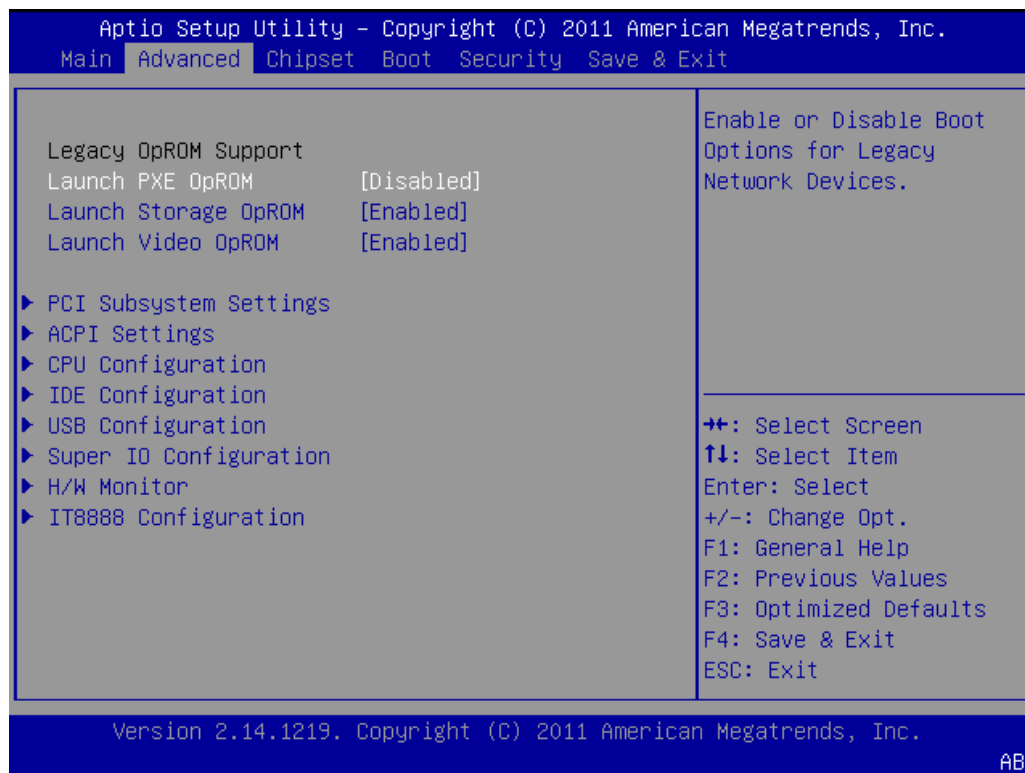 Aptio Setup Utility – Copyright (C) 2011 American Megatrends, Inc.
Main Advanced Chipset Boot Security Save & Exit
Legacy OpROM Support
Launch PXE OpROM [Disabled]
Launch Storage OpROM [Enabled]
Launch Video OpROM [Enabled]
PCI Subsystem Settings
ACPI Settings
CPU Configuration
IDE Configuration
USB Configuration
Super IO Configuration
H/W Monitor
IT8888 Configuration
Enable or Disable Boot
Options for Legacy
Network Devices.
→←: Select Screen
↑↓: Select Item
Enter: Select
+/-: Change Opt.
F1: General Help
F2: Previous Values
F3: Optimized Defaults
F4: Save & Exit
ESC: Exit
Version 2.14.1219. Copyright (C) 2011 American Megatrends, Inc.
AB